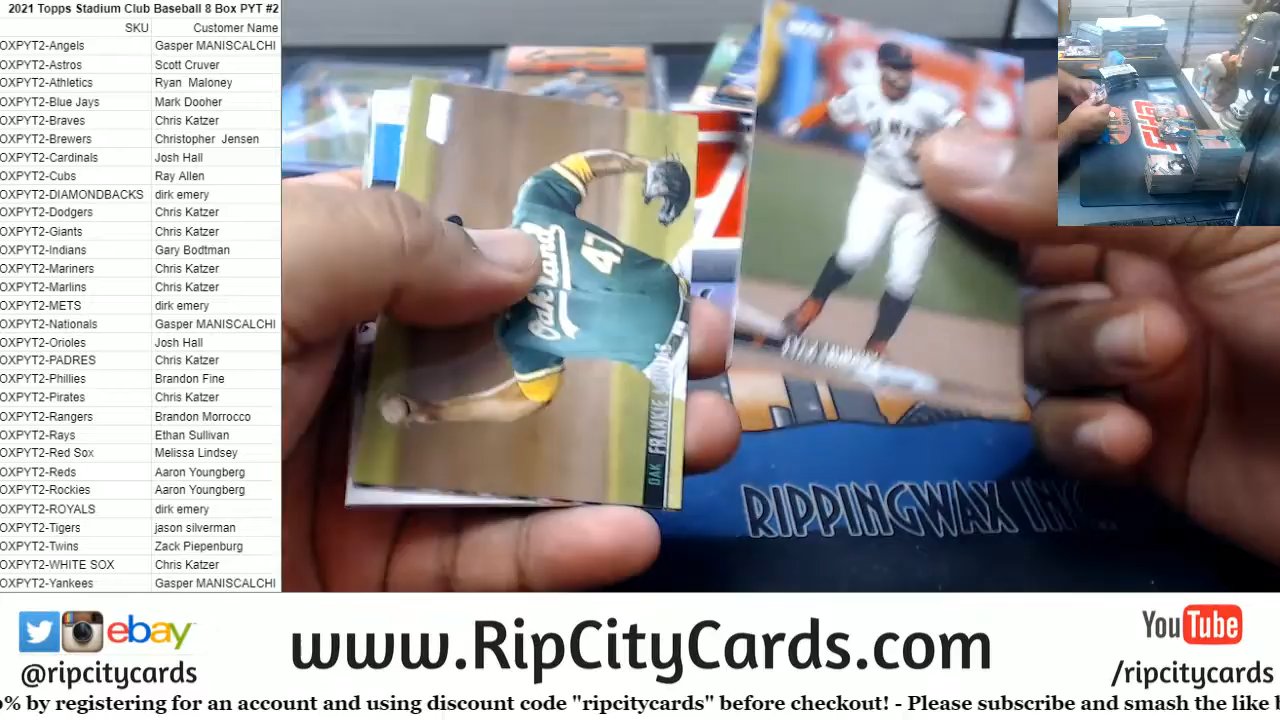 2021 Topps Stadium Club Baseball 8 Box PYT #2
SKU Customer Name
OXPYT2-Angels Gasper MANISCALCHI
OXPYT2-Astros Scott Cruver
OXPYT2-Athletics Ryan Maloney
OXPYT2-Blue Jays Mark Dooher
OXPYT2-Braves Chris Katzer
OXPYT2-Brewers Christopher Jensen
OXPYT2-Cardinals Josh Hall
OXPYT2-Cubs Ray Allen
OXPYT2-DIAMONDBACKS dirk emery
OXPYT2-Dodgers Chris Katzer
OXPYT2-Giants Chris Katzer
OXPYT2-Indians Gary Bodtman
OXPYT2-Mariners Chris Katzer
OXPYT2-Marlins Chris Katzer
OXPYT2-METS dirk emery
OXPYT2-Nationals Gasper MANISCALCHI
OXPYT2-Orioles Josh Hall
OXPYT2-PADRES Chris Katzer
OXPYT2-Phillies Brandon Fine
OXPYT2-Pirates Chris Katzer
OXPYT2-Rangers Brandon Morrocco
OXPYT2-Rays Ethan Sullivan
OXPYT2-Red Sox Melissa Lindsey
OXPYT2-Reds Aaron Youngberg
OXPYT2-Rockies Aaron Youngberg
OXPYT2-ROYALS dirk emery
OXPYT2-Tigers jason silverman
OXPYT2-Twins Zack Piepenburg
OXPYT2-WHITE SOX Chris Katzer
OXPYT2-Yankees Gasper MANISCALCHI
Oakland
47
OAK FRANKIE
RIPPINGWAX INC.
ebay
@ripcitycards
www.RipCityCards.com
YouTube
/ripcitycards
% by registering for an account and using discount code "ripcitycards" before checkout! - Please subscribe and smash the like